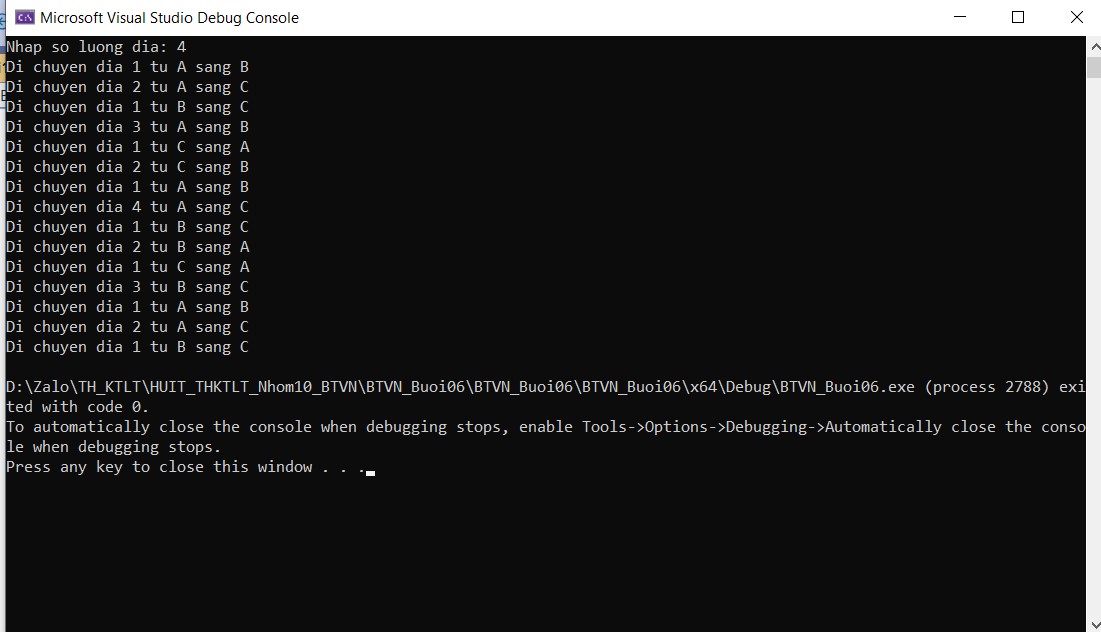 Microsoft Visual Studio Debug Console
Nhap so luong dia: 4
Di chuyen dia 1 tu A sang B
Di chuyen dia 2 tu A sang C
Di chuyen dia 1 tu B sang C
Di chuyen dia 3 tu A sang B
Di chuyen dia 1 tu C sang A
Di chuyen dia 2 tu C sang B
Di chuyen dia 1 tu A sang B
Di chuyen dia 4 tu A sang C
Di chuyen dia 1 tu B sang C
Di chuyen dia 2 tu B sang A
Di chuyen dia 1 tu C sang A
Di chuyen dia 3 tu B sang C
Di chuyen dia 1 tu A sang B
Di chuyen dia 2 tu A sang C
Di chuyen dia 1 tu B sang C
D:\Zalo\TH_KTLT\HUIT_THKTLT_Nhom10_BTVN\BTVN_Buoi06\BTVN_Buoi06\BTVN_Buoi06\x64\Debug\BTVN_Buoi06.exe (process 2788) exi
ted with code 0.
To automatically close the console when debugging stops, enable Tools->Options->Debugging->Automatically close the conso
le when debugging stops.
Press any key to close this window . . .